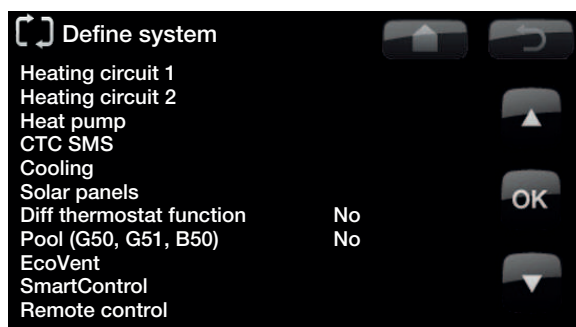 Define system
Heating circuit 1
Heating circuit 2
Heat pump
CTC SMS
Cooling
Solar panels
Diff thermostat function No
Pool (G50, G51, B50) No
EcoVent
SmartControl
Remote control
OK